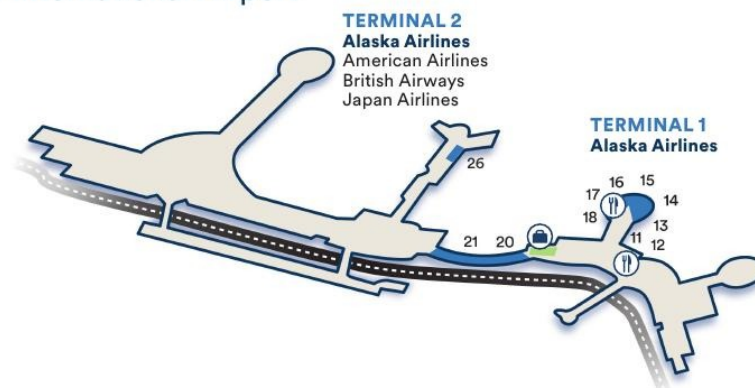 TERMINAL 2
Alaska Airlines
American Airlines
British Airways
Japan Airlines
TERMINAL 1
Alaska Airlines
26
16
15
17
14
18
13
11
12
21
20